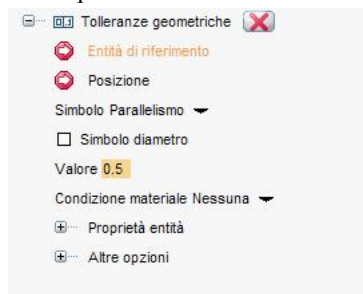 Tolleranze geometriche
Entità di riferimento
Posizione
Simbolo Parallelismo
Simbolo diametro
Valore 0.5
Condizione materiale Nessuna
Proprietà entità
Altre opzioni